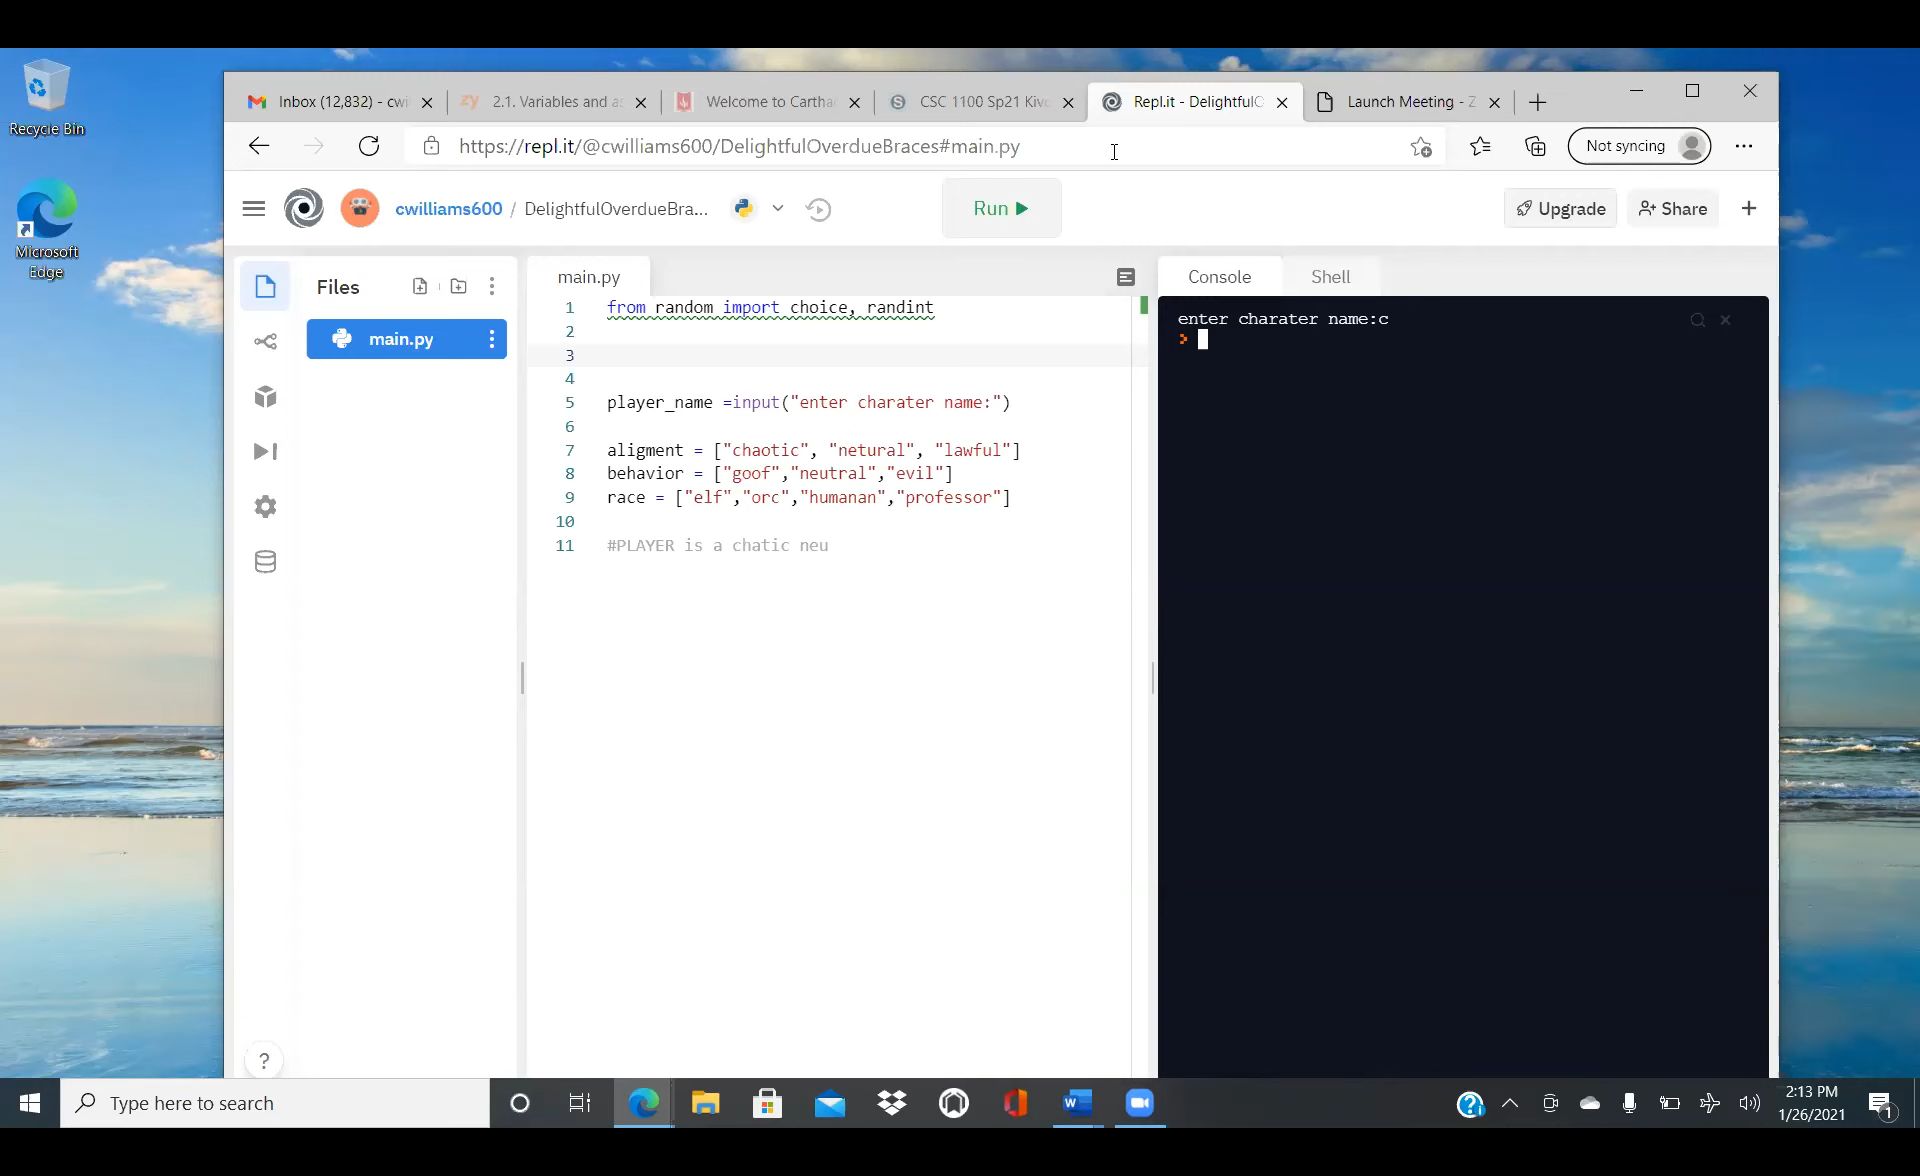 Recycle Bin
Microsoft
Edge
Inbox (12,832) - cwi
zy 2.1. Variables and as
Welcome to Cartha
CSC 1100 Sp21 Kivo
Repl.it - DelightfulO
Launch Meeting - Z
https://repl.it/@cwilliams600/DelightfulOverdueBraces#main.py
Not syncing
cwilliams600 / DelightfulOverdueBra...
Run
Upgrade
Share
Files
main.py
main.py
1 from random import choice, randint
2
3
4
5 player_name =input("enter charater name:")
6
7 aligment = ["chaotic", "netural", "lawful"]
8 behavior = ["goof","neutral","evil"]
9 race = ["elf","orc","humanan","professor"]
10
11 #PLAYER is a chatic neu
Console
Shell
enter charater name:c
>
?
Type here to search
2:13 PM
1/26/2021
1